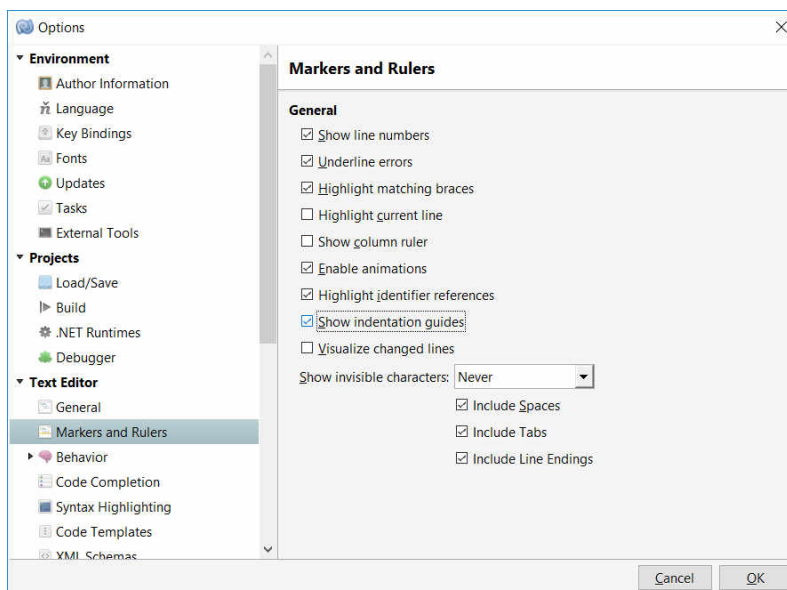 Options
Environment
Author Information
Language
Key Bindings
Fonts
Updates
Tasks
External Tools
Projects
Load/Save
Build
.NET Runtimes
Debugger
Text Editor
General
Markers and Rulers
Behavior
Code Completion
Syntax Highlighting
Code Templates
XML Schemas
Markers and Rulers
General
Show line numbers
Underline errors
Highlight matching braces
Highlight current line
Show column ruler
Enable animations
Highlight identifier references
Show indentation guides
Visualize changed lines
Show invisible characters: Never
Include Spaces
Include Tabs
Include Line Endings
Cancel OK